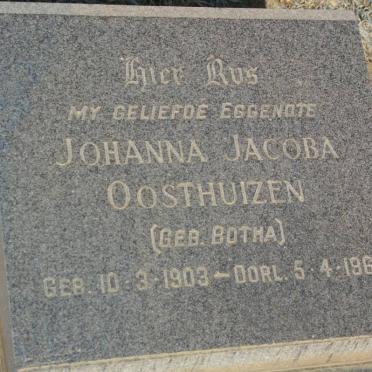 Hier Rus
MY GELIEFDE EGGENOTE
JOHANNA JACOBA
OOSTHUIZEN
(GEB. BOTHA)
GEB. 10-3-1903 — OORL. 5-4-196